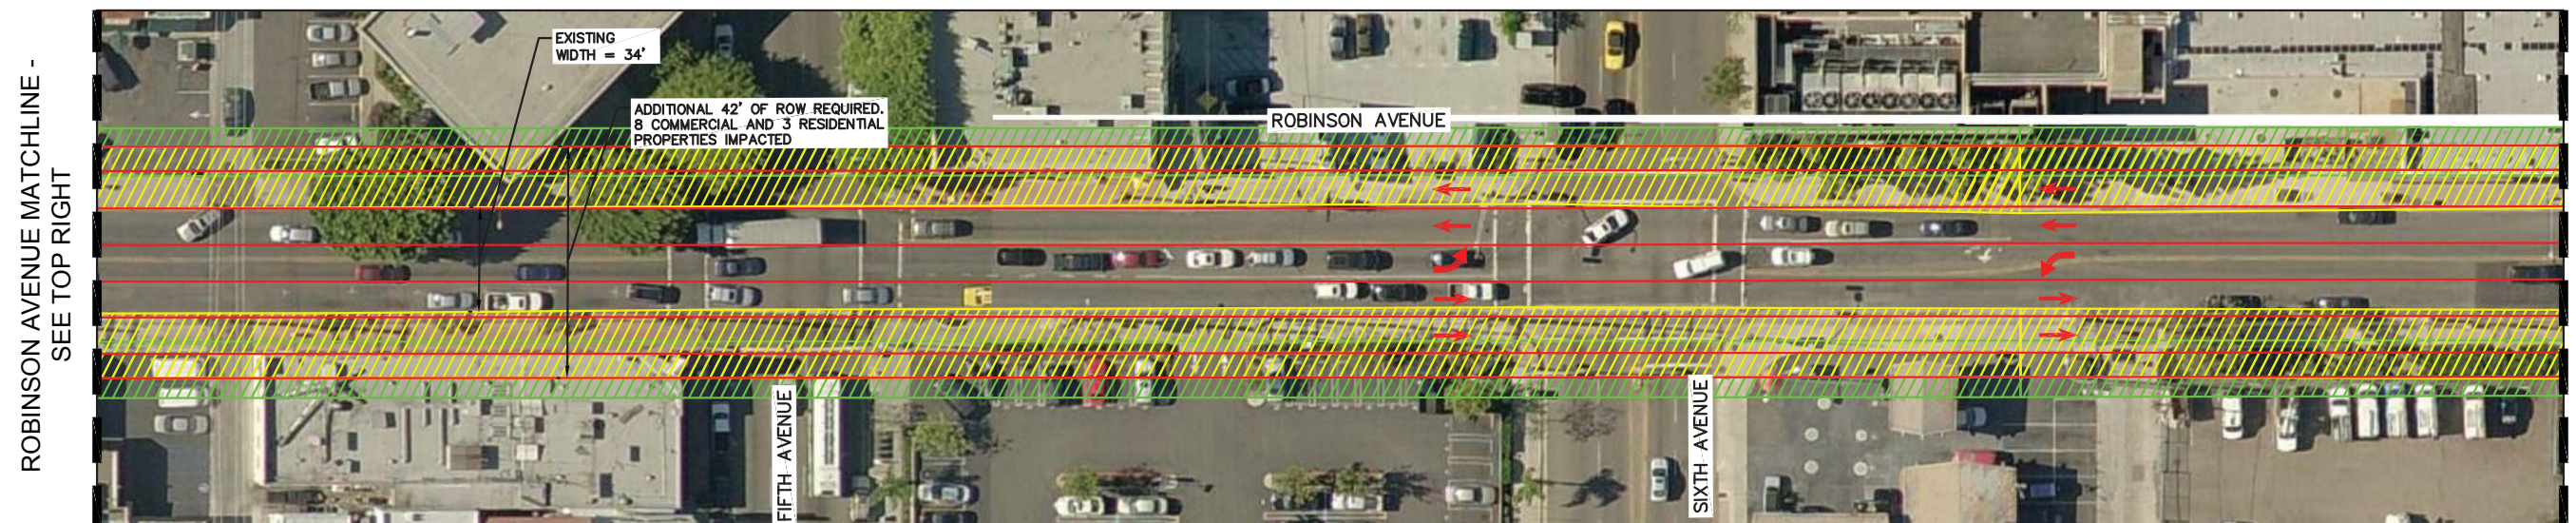 ROBINSON AVENUE MATCHLINE -
SEE TOP RIGHT
EXISTING
WIDTH = 34'
ADDITIONAL 42' OF ROW REQUIRED.
8 COMMERCIAL AND 3 RESIDENTIAL
PROPERTIES IMPACTED
ROBINSON AVENUE
FIFTH AVENUE
SIXTH AVENUE